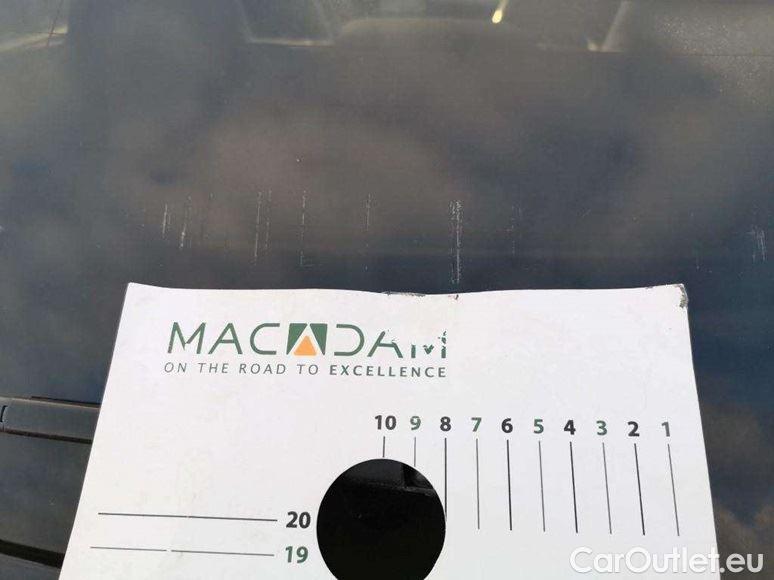 MACADAM
ON THE ROAD TO EXCELLENCE
10 9 8 7 6 5 4 3 2 1
20
19
CarOutlet.eu